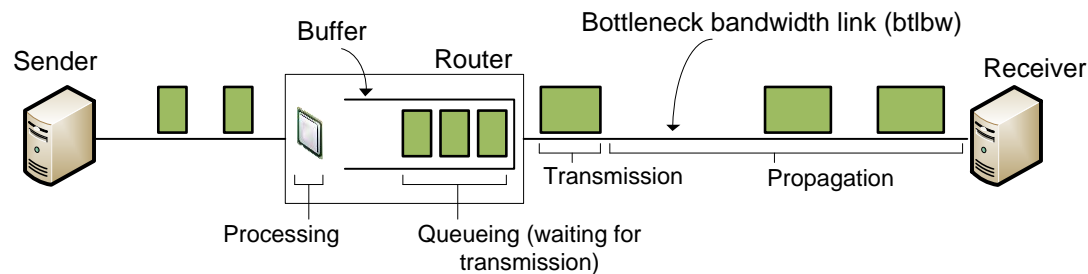 Bottleneck bandwidth link (btlbw)
Buffer
Sender
Router
Receiver
Transmission
Propagation
Processing
Queueing (waiting for
transmission)